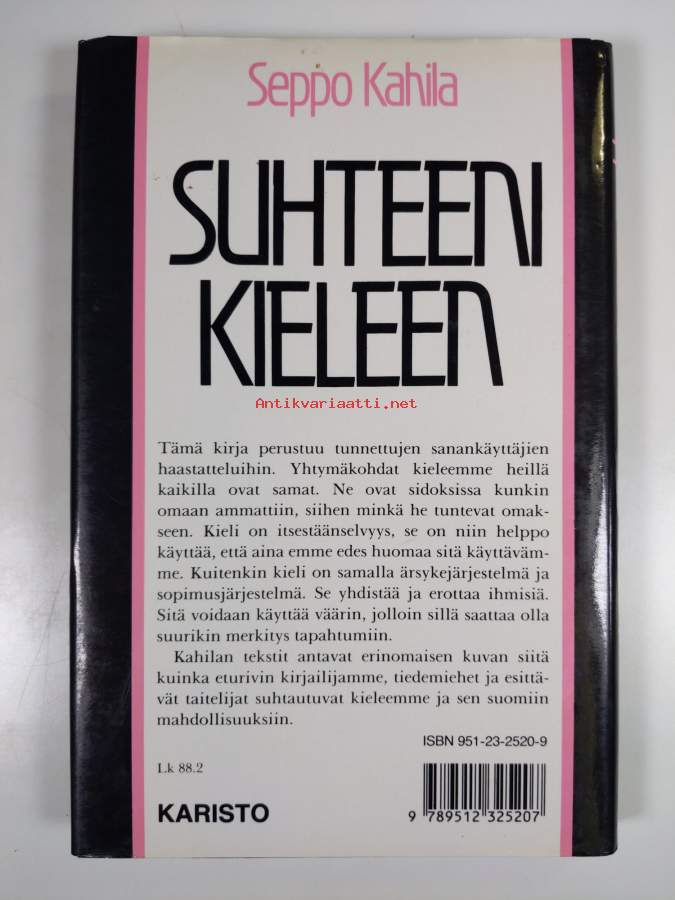 Seppo Kahila
SUHTEENI
KIELEEN
Antikvariaatti.net
Tämä kirja perustuu tunnettujen sanankäyttäjien
haastatteluihin. Yhtymäkohdat kieleemme heillä
kaikilla ovat samat. Ne ovat sidoksissa kunkin
omaan ammattiin, siihen minkä he tuntevat omak-
seen. Kieli on itsestäänselvyys, se on niin helppo
käyttää, että aina emme edes huomaa sitä käyttäväm-
me. Kuitenkin kieli on samalla ärsykejärjestelmä ja
sopimusjärjestelmä. Se yhdistää ja erottaa ihmisiä.
Sitä voidaan käyttää väärin, jolloin sillä saattaa olla
suurikin merkitys tapahtumiin.
Kahilan tekstit antavat erinomaisen kuvan siitä
kuinka eturivin kirjailijamme, tiedemiehet ja esittä-
vät taitelijat suhtautuvat kieleemme ja sen suomiin
mahdollisuuksiin.
ISBN 951-23-2520-9
Lk 88.2
KARISTO
9 789512 325207